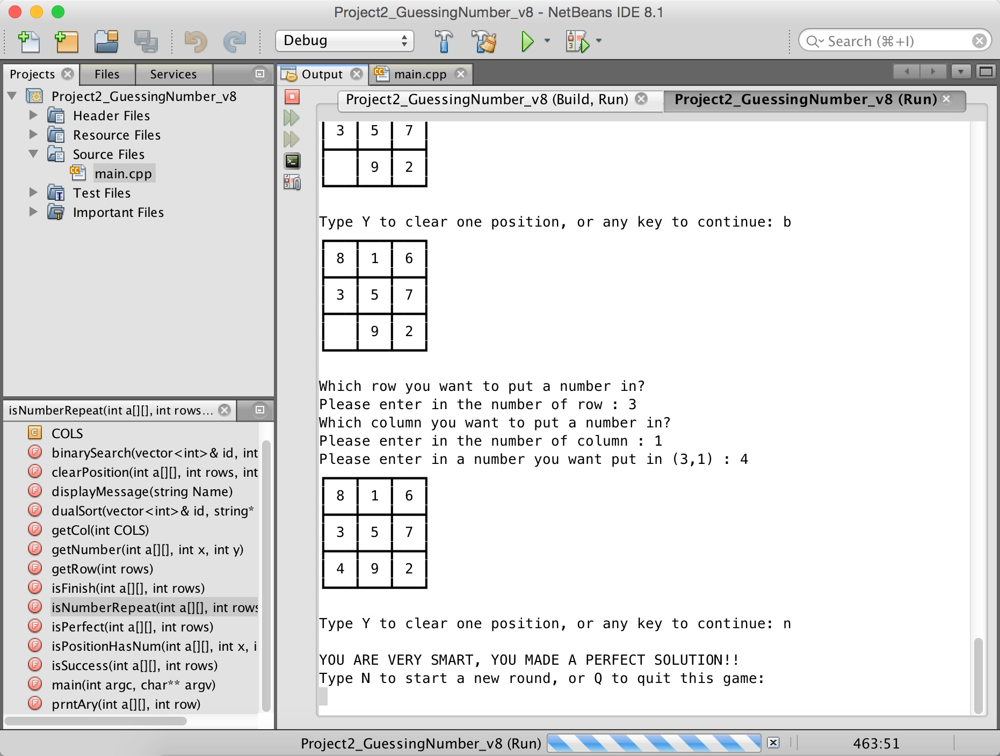 Project2_GuessingNumber_v8 - NetBeans IDE 8.1
Debug
Search (⌘+I)
Projects
Files
Services
Output
main.cpp
Project2_GuessingNumber_v8
Header Files
Resource Files
Source Files
main.cpp
Test Files
Important Files
isNumberRepeat(int a[][], int rows...
COLS
binarySearch(vector<int>& id, int
clearPosition(int a[][], int rows, int
displayMessage(string Name)
dualSort(vector<int>& id, string*
getCol(int COLS)
getNumber(int a[][], int x, int y)
getRow(int rows)
isFinish(int a[][], int rows)
isNumberRepeat(int a[][], int rows
isPerfect(int a[][], int rows)
isPositionHasNum(int a[][], int x, i
isSuccess(int a[][], int rows)
main(int argc, char** argv)
prntAry(int a[][], int row)
Project2_GuessingNumber_v8 (Build, Run)
Project2_GuessingNumber_v8 (Run)
3 5 7
9 2
Type Y to clear one position, or any key to continue: b
8 1 6
3 5 7
9 2
Which row you want to put a number in?
Please enter in the number of row : 3
Which column you want to put a number in?
Please enter in the number of column : 1
Please enter in a number you want put in (3,1) : 4
8 1 6
3 5 7
4 9 2
Type Y to clear one position, or any key to continue: n
YOU ARE VERY SMART, YOU MADE A PERFECT SOLUTION!!
Type N to start a new round, or Q to quit this game:
Project2_GuessingNumber_v8 (Run)
463:51